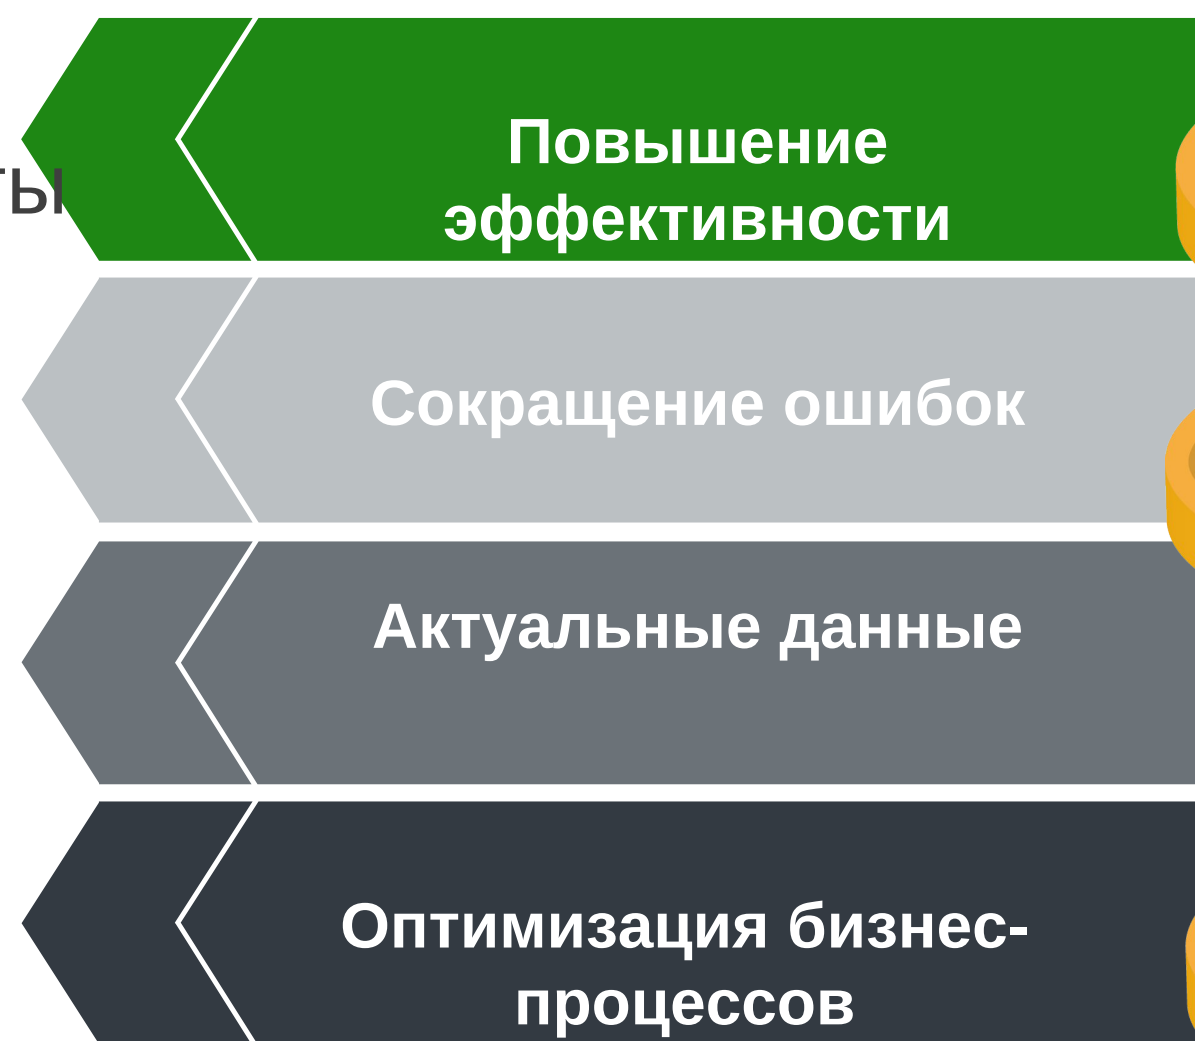 Повышение
эффективности
Сокращение ошибок
Актуальные данные
Оптимизация бизнес-
процессов